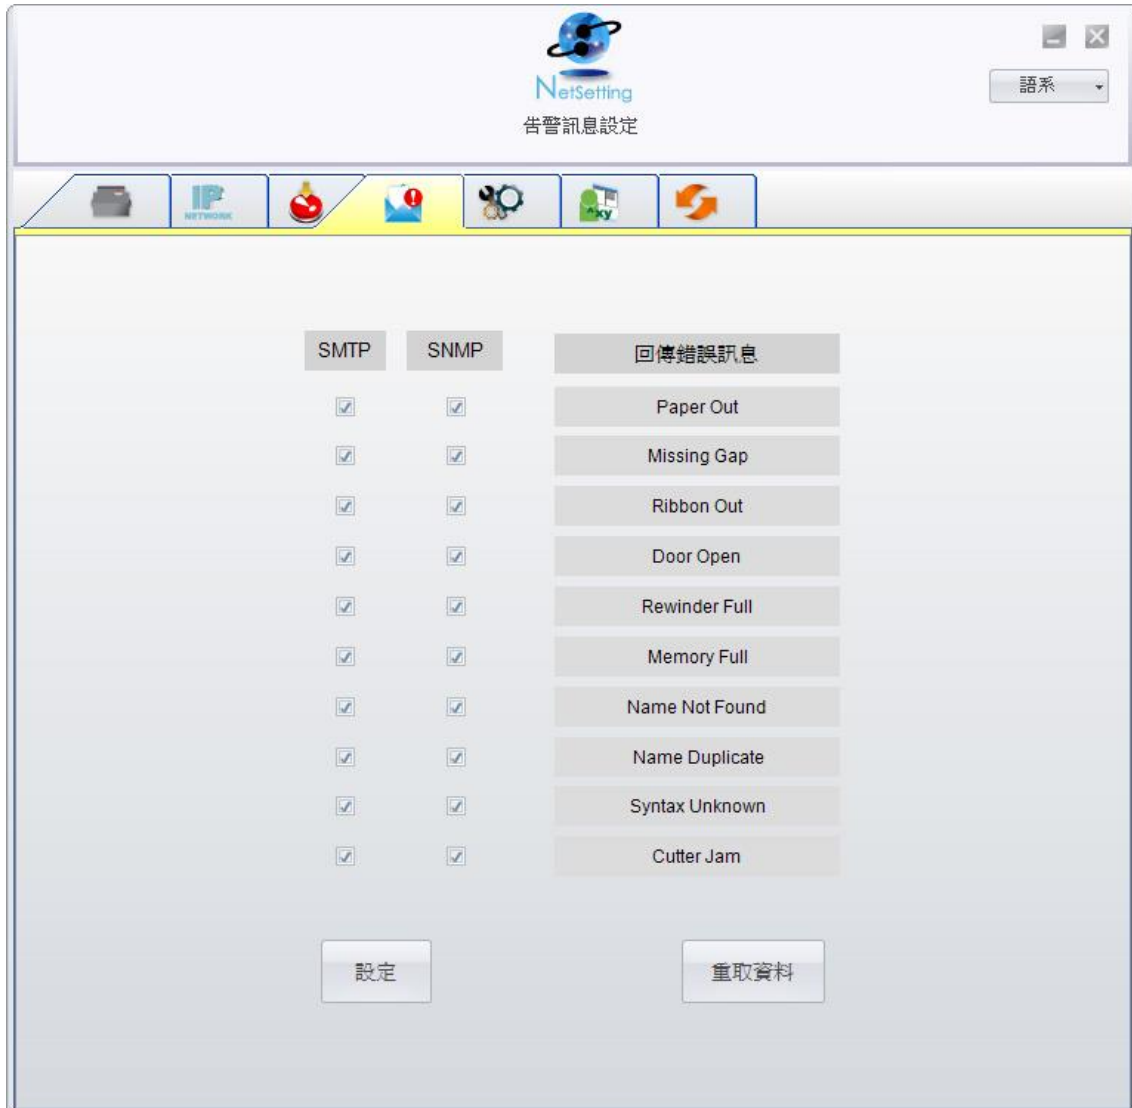 NetSetting
語系
告警訊息設定
IP
NETWORK
^xy
SMTP SNMP 回傳錯誤訊息
Paper Out
Missing Gap
Ribbon Out
Door Open
Rewinder Full
Memory Full
Name Not Found
Name Duplicate
Syntax Unknown
Cutter Jam
設定 重取資料